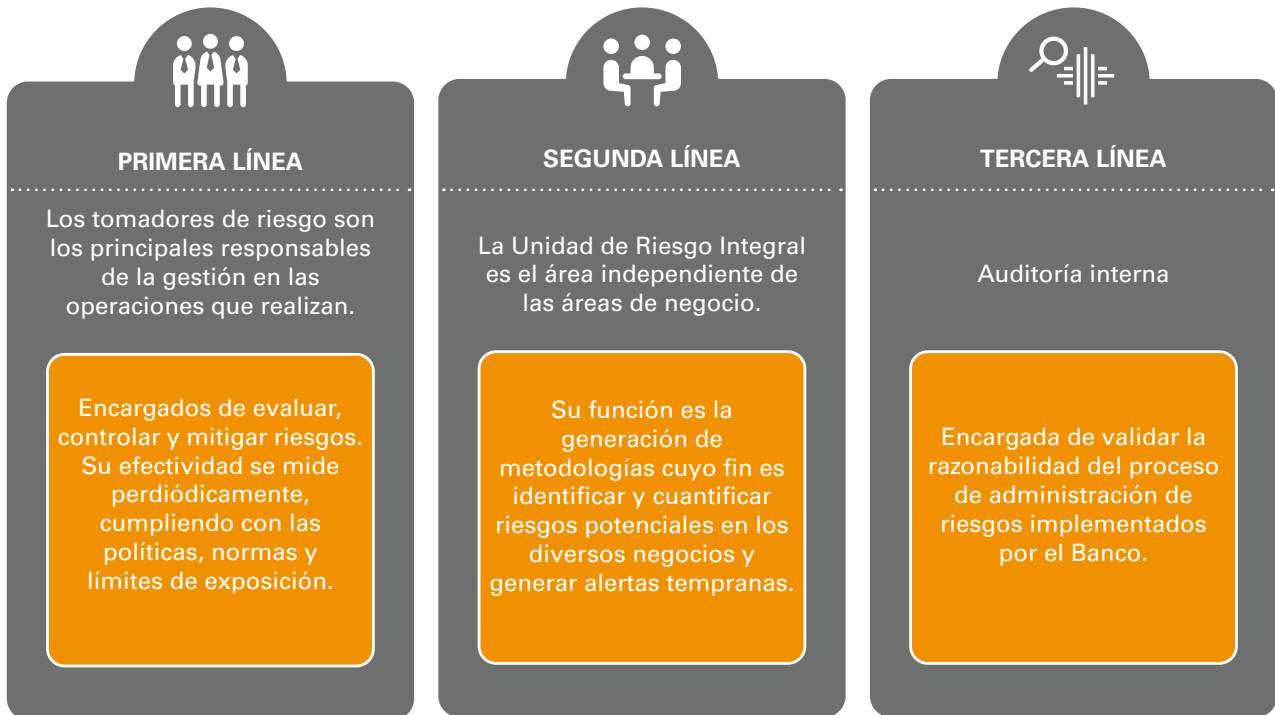 PRIMERA LÍNEA
Los tomadores de riesgo son
los principales responsables
de la gestión en las
operaciones que realizan.
Encargados de evaluar,
controlar y mitigar riesgos.
Su efectividad se mide
perdiódicamente,
cumpliendo con las
políticas, normas y
límites de exposición.
SEGUNDA LÍNEA
La Unidad de Riesgo Integral
es el área independiente de
las áreas de negocio.
Su función es la
generación de
metodologías cuyo fin es
identificar y cuantificar
riesgos potenciales en los
diversos negocios y
generar alertas tempranas.
TERCERA LÍNEA
Auditoría interna
Encargada de validar la
razonabilidad del proceso
de administración de
riesgos implementados
por el Banco.